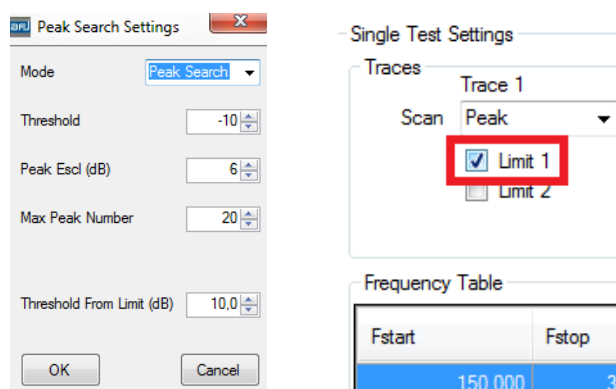 Peak Search Settings
Mode
Peak Search
Threshold
-10
Peak Escl (dB)
6
Max Peak Number
20
Threshold From Limit (dB)
10,0
OK
Cancel
Single Test Settings
Traces
Trace 1
Scan
Peak
Limit 1
Limit 2
Frequency Table
Fstart
Fstop
150,000